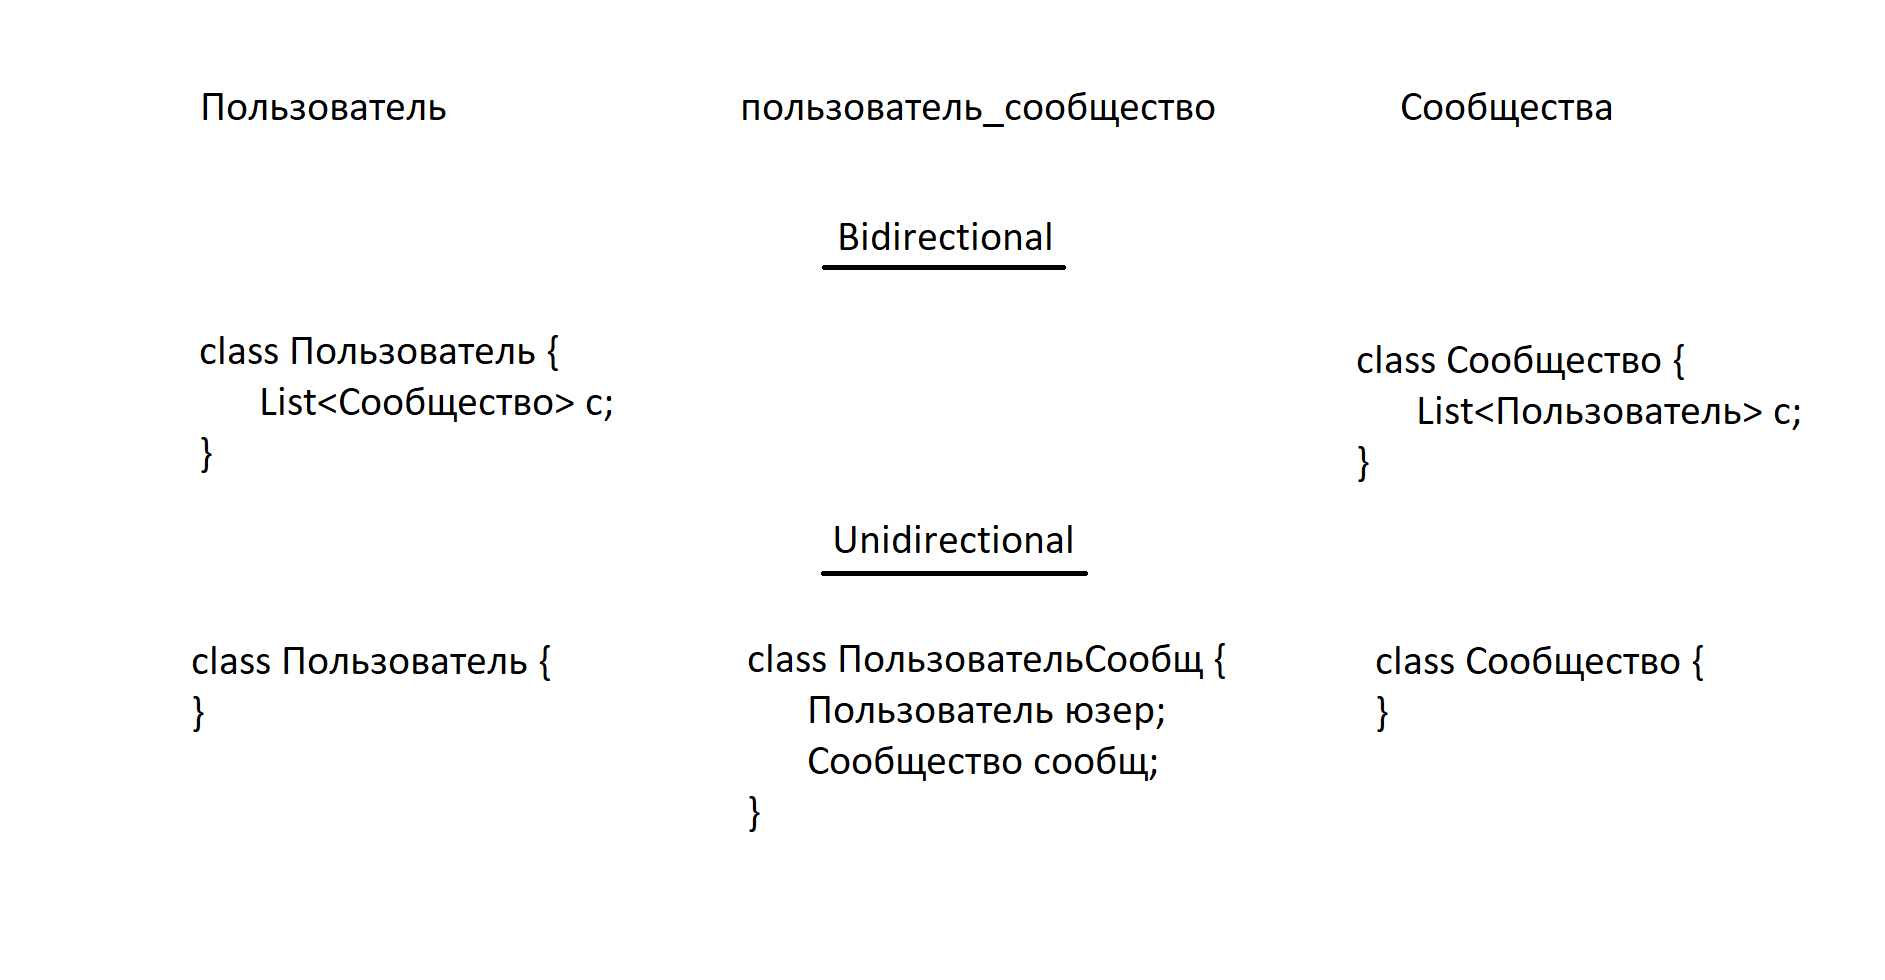 Пользователь
пользователь_сообщество
Сообщества
Bidirectional
class Пользователь {
List<Сообщество> c;
}
class Сообщество {
List<Пользователь> c;
}
Unidirectional
class Пользователь {
}
class ПользовательСообщ {
Пользователь юзер;
Сообщество сообщ;
}
class Сообщество {
}